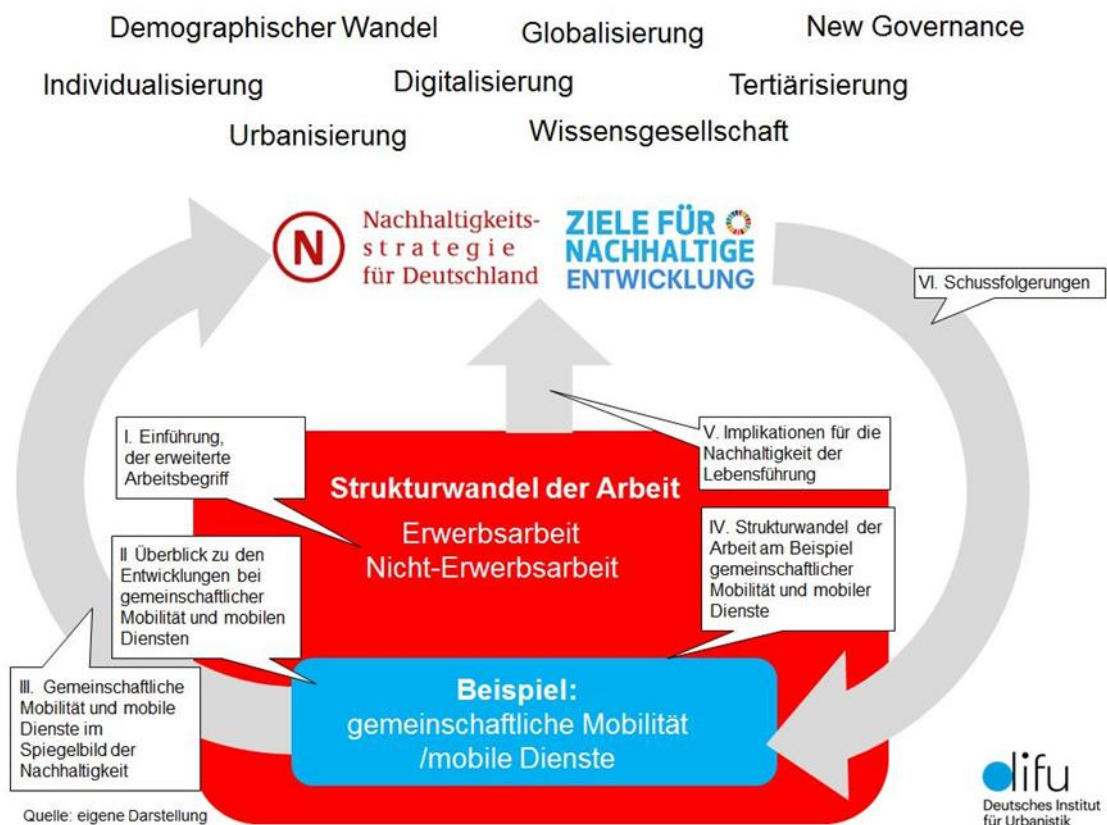 Demographischer Wandel
Globalisierung
New Governance
Individualisierung
Digitalisierung
Tertiärisierung
Urbanisierung
Wissensgesellschaft
N
Nachhaltigkeits-
strategie
für Deutschland
ZIELE FÜR
NACHHALTIGE
ENTWICKLUNG
VI. Schussfolgerungen
I. Einführung,
der erweiterte
Arbeitsbegriff
V. Implikationen für die
Nachhaltigkeit der
Lebensführung
Strukturwandel der Arbeit
Erwerbsarbeit
Nicht-Erwerbsarbeit
II Überblick zu den
Entwicklungen bei
gemeinschaftlicher
Mobilität und mobilen
Diensten
IV. Strukturwandel der
Arbeit am Beispiel
gemeinschaftlicher
Mobilität und mobiler
Dienste
III. Gemeinschaftliche
Mobilität und mobile
Dienste im
Spiegelbild der
Nachhaltigkeit
Beispiel:
gemeinschaftliche Mobilität
/mobile Dienste
Quelle: eigene Darstellung
difu
Deutsches Institut
für Urbanistik